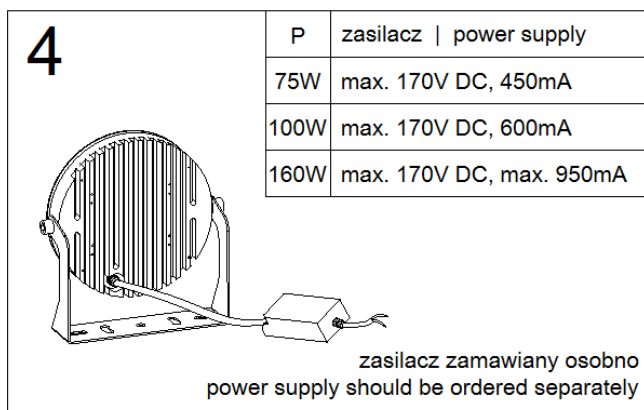 4
P zasilacz | power supply
75W max. 170V DC, 450mA
100W max. 170V DC, 600mA
160W max. 170V DC, max. 950mA
zasilacz zamawiany osobno
power supply should be ordered separately